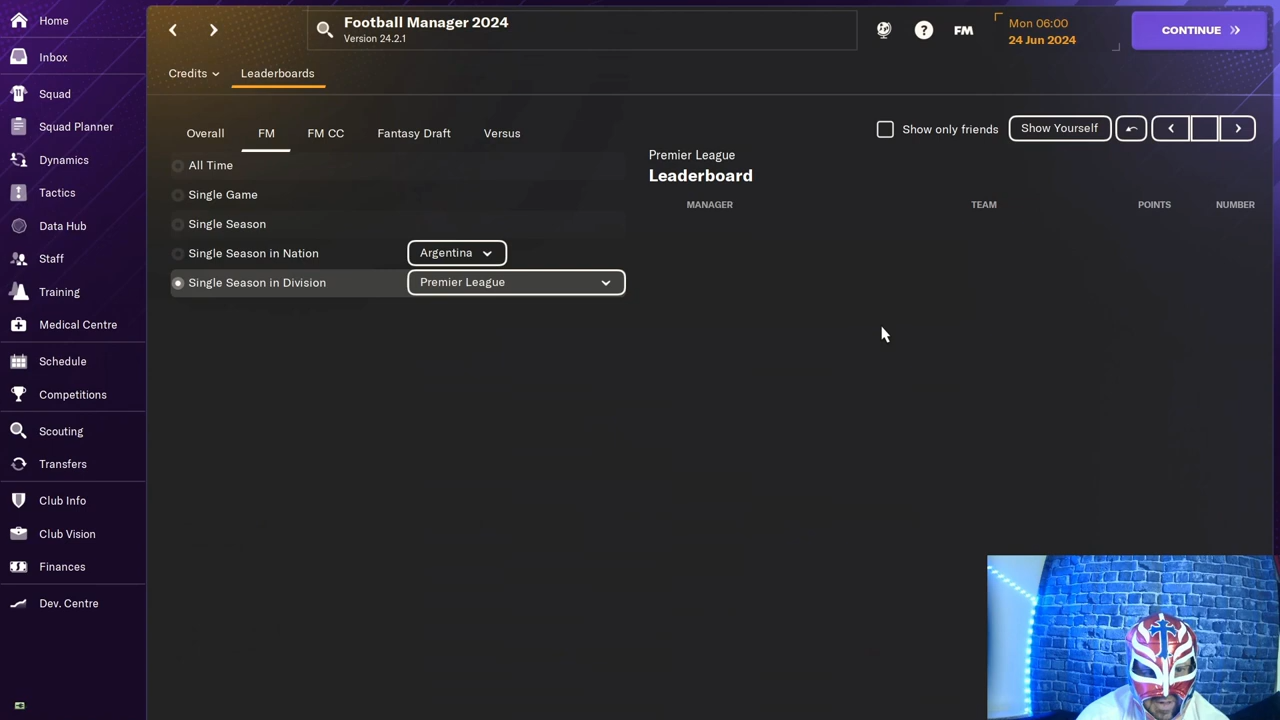 Home
Inbox
Squad
Squad Planner
Dynamics
Tactics
Data Hub
Staff
Training
Medical Centre
Schedule
Competitions
Scouting
Transfers
Club Info
Club Vision
Finances
Dev. Centre
Football Manager 2024
Version 24.2.1
? FM
Mon 06:00
24 Jun 2024
CONTINUE
Credits Leaderboards
Overall FM FM CC Fantasy Draft Versus
Show only friends Show Yourself
All Time
Single Game
Single Season
Single Season in Nation Argentina
Single Season in Division Premier League
Premier League
Leaderboard
MANAGER TEAM POINTS NUMBER